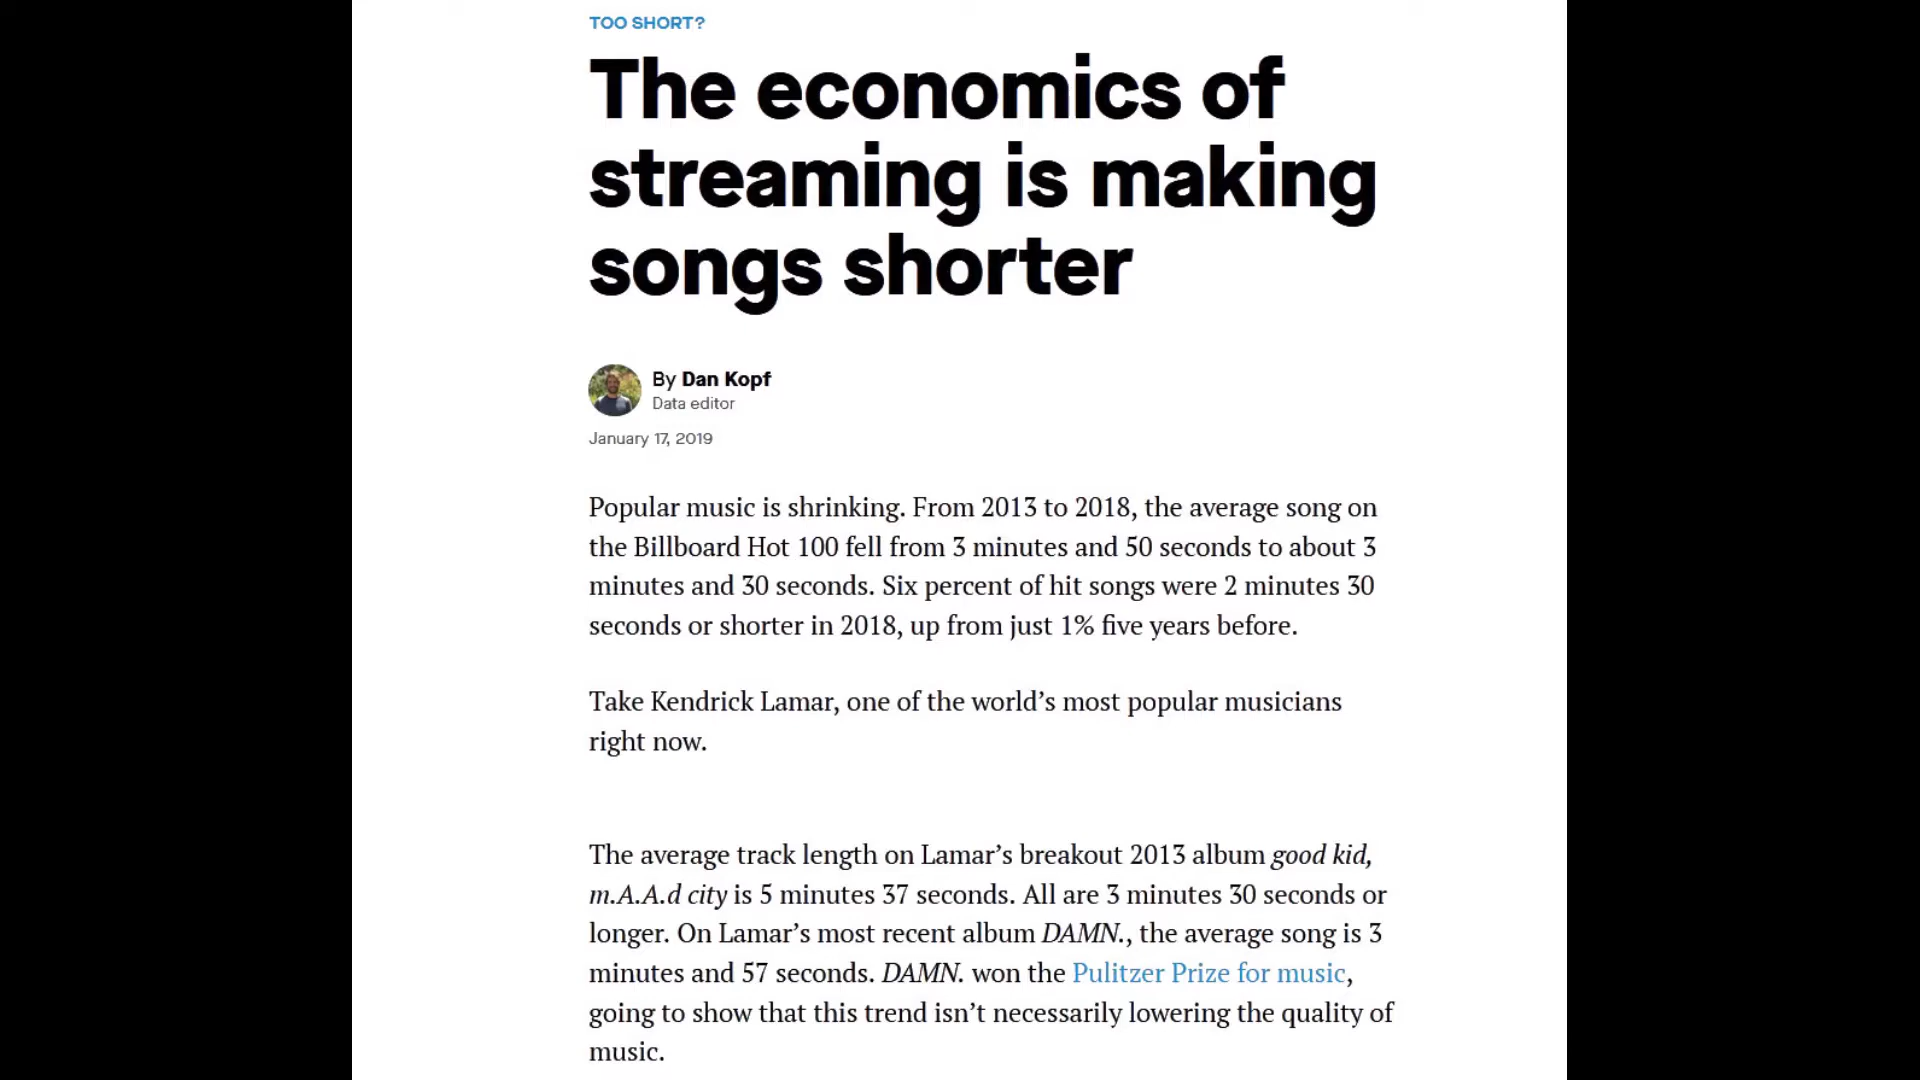 TOO SHORT?
The economics of
streaming is making
songs shorter
By Dan Kopf
Data editor
January 17, 2019
Popular music is shrinking. From 2013 to 2018, the average song on
the Billboard Hot 100 fell from 3 minutes and 50 seconds to about 3
minutes and 30 seconds. Six percent of hit songs were 2 minutes 30
seconds or shorter in 2018, up from just 1% five years before.
Take Kendrick Lamar, one of the world’s most popular musicians
right now.
The average track length on Lamar’s breakout 2013 album good kid,
m.A.A.d city is 5 minutes 37 seconds. All are 3 minutes 30 seconds or
longer. On Lamar’s most recent album DAMN., the average song is 3
minutes and 57 seconds. DAMN. won the Pulitzer Prize for music,
going to show that this trend isn’t necessarily lowering the quality of
music.